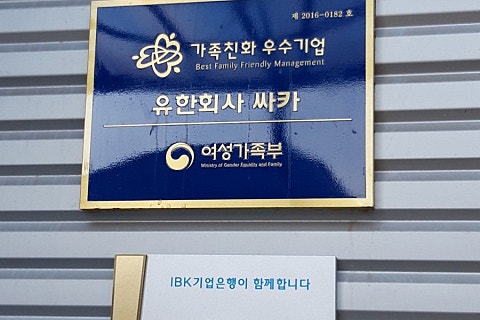 제 2016-0182 호
가족친화 우수기업
Best Family Friendly Management
유한회사 싸카
여성가족부
Ministry of Gender Equality and Family
IBK기업은행이 함께합니다